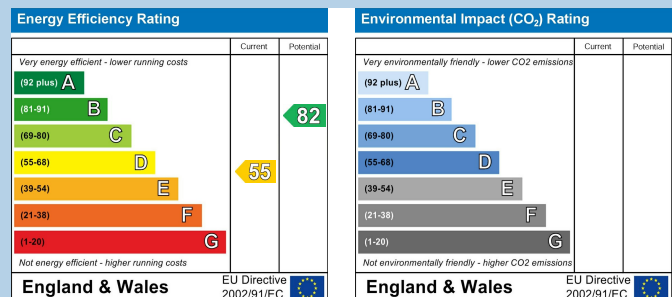 Energy Efficiency Rating
Current Potential
Very energy efficient - lower running costs
(92 plus) A
(81-91) B
82
(69-80) C
(55-68) D
55
(39-54) E
(21-38) F
(1-20) G
Not energy efficient - higher running costs
England & Wales
EU Directive
2002/91/EC
Environmental Impact (CO₂) Rating
Current Potential
Very environmentally friendly - lower CO2 emissions
(92 plus) A
(81-91) B
(69-80) C
(55-68) D
(39-54) E
(21-38) F
(1-20) G
Not environmentally friendly - higher CO2 emissions
England & Wales
EU Directive
2002/91/EC